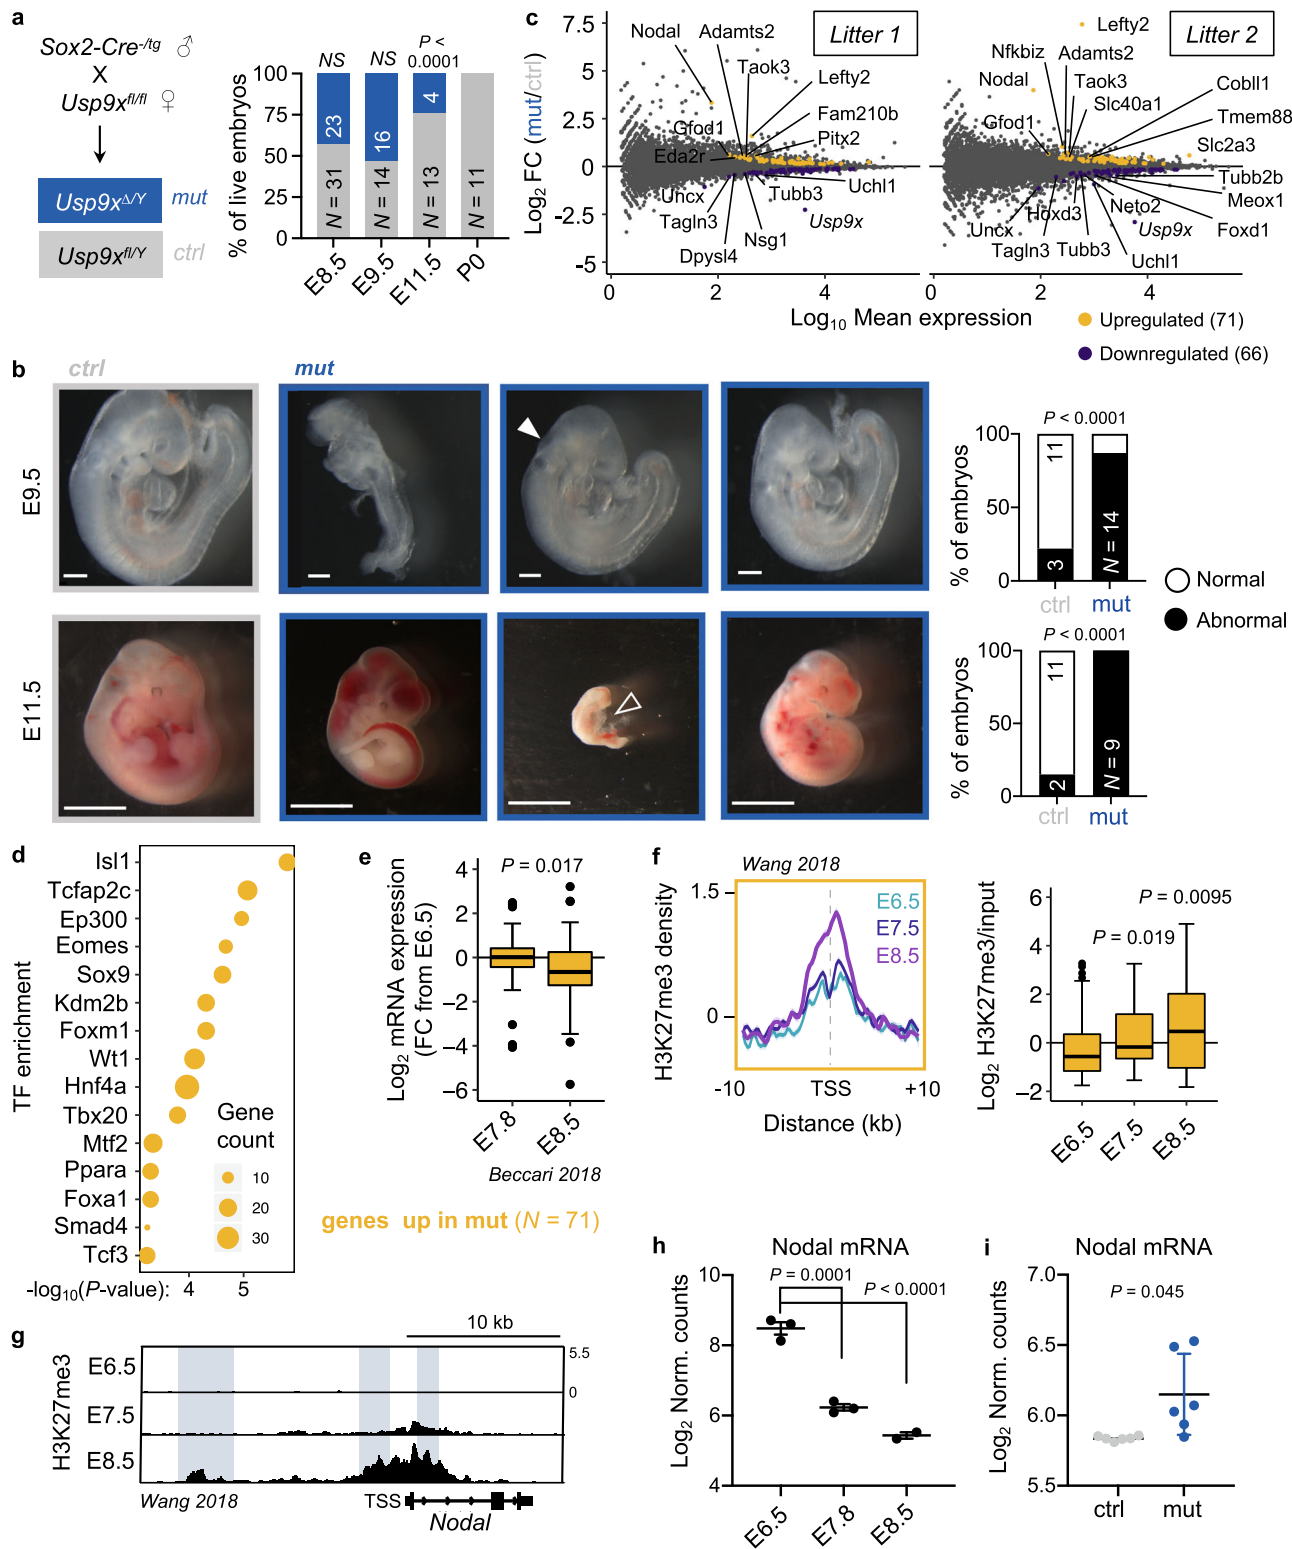 a
Sox2-Cre-/tg ♂
X
Usp9xfl/fl ♀
Usp9xΔ/Y mut
Usp9xfl/Y ctrl
% of live embryos
100
75
50
25
0
NS
NS
P <
0.0001
23
16
4
N = 31
N = 14
N = 13
N = 11
E8.5
E9.5
E11.5
P0
c
Log2 FC (mut/ctrl)
7.5
5
2.5
0
-2.5
-5
Litter 1
Nodal
Adamts2
Taok3
Lefty2
Fam210b
Gfod1
Pitx2
Eda2r
Uncx
Tubb3
Uchl1
Tagln3
Usp9x
Nsg1
Dpysl4
0
2
4
Litter 2
Lefty2
Nfkbiz
Adamts2
Nodal
Taok3
Cobll1
Slc40a1
Tmem88
Gfod1
Slc2a3
Tubb2b
Meox1
Hoxd3
Neto2
Uncx
Usp9x
Foxd1
Tagln3
Tubb3
Uchl1
0
2
4
Log10 Mean expression
Upregulated (71)
Downregulated (66)
b
ctrl
mut
E9.5
E11.5
% of embryos
P < 0.0001
100
50
0
11
3
N = 14
ctrl
mut
Normal
Abnormal
% of embryos
P < 0.0001
100
50
0
11
2
N = 9
ctrl
mut
d
TF enrichment
Isl1
Tcfap2c
Ep300
Eomes
Sox9
Kdm2b
Foxm1
Wt1
Hnf4a
Tbx20
Mtf2
Ppara
Foxa1
Smad4
Tcf3
Gene
count
10
20
30
-log10(P-value):
4
5
e
Log2 mRNA expression
(FC from E6.5)
P = 0.017
4
2
0
−2
−4
−6
E7.8
E8.5
Beccari 2018
genes up in mut (N = 71)
f
Wang 2018
H3K27me3 density
1.5
0
E6.5
E7.5
E8.5
-10
TSS
+10
Distance (kb)
Log2 H3K27me3/input
6
4
2
0
−2
P = 0.0095
P = 0.019
E6.5
E7.5
E8.5
g
10 kb
H3K27me3
E6.5
E7.5
E8.5
5.5
0
Wang 2018
TSS
Nodal
h
Nodal mRNA
Log2 Norm. counts
10
8
6
4
P = 0.0001
P < 0.0001
E6.5
E7.8
E8.5
i
Nodal mRNA
Log2 Norm. counts
7.0
6.5
6.0
5.5
P = 0.045
ctrl
mut